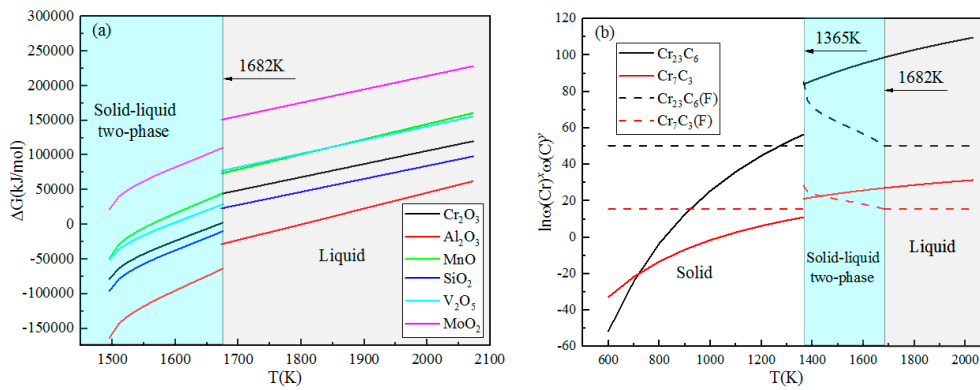 (a)
1682K
Solid-liquid
two-phase
Liquid
Cr₂O₃
Al₂O₃
MnO
SiO₂
V₂O₅
MoO₂
ΔG(kJ/mol)
300000
250000
200000
150000
100000
50000
0
-50000
-100000
-150000
1500 1600 1700 1800 1900 2000 2100
T(K)
(b)
1365K
Cr₂₃C₆
Cr₇C₃
Cr₂₃C₆(F)
Cr₇C₃(F)
1682K
Solid
Solid-liquid
two-phase
Liquid
lnω(Cr)ˣω(C)ʸ
120
100
80
60
40
20
0
-20
-40
-60
600 800 1000 1200 1400 1600 1800 2000
T(K)